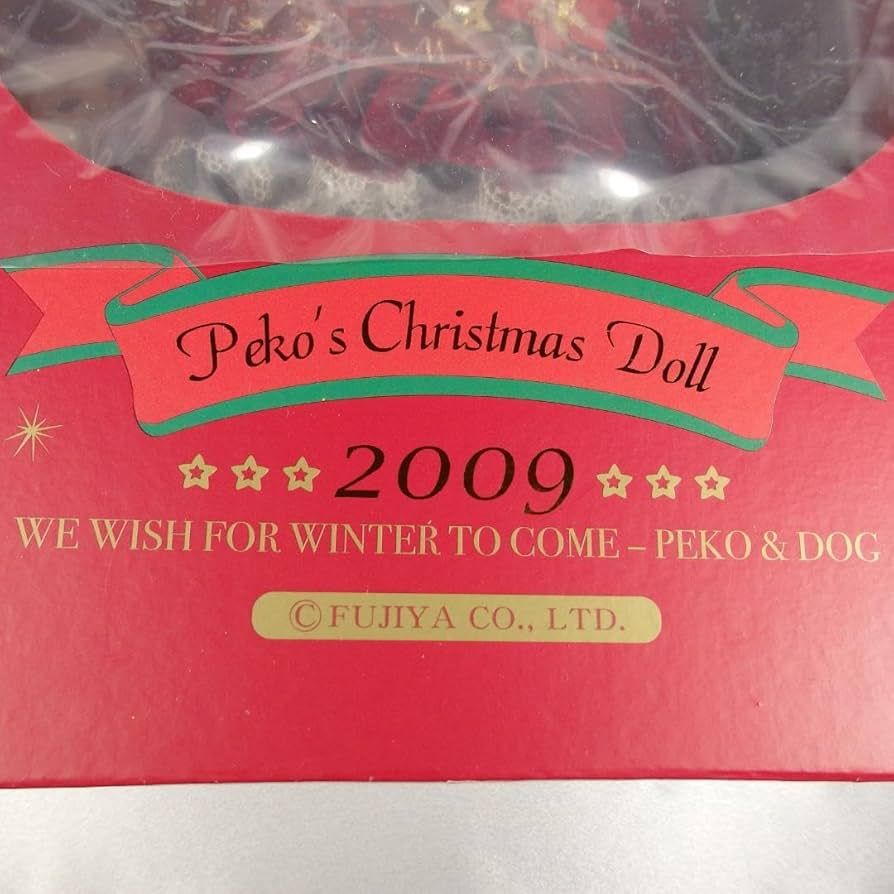 Peko's Christmas Doll
2009
WE WISH FOR WINTER TO COME – PEKO & DOG
© FUJIYA CO., LTD.